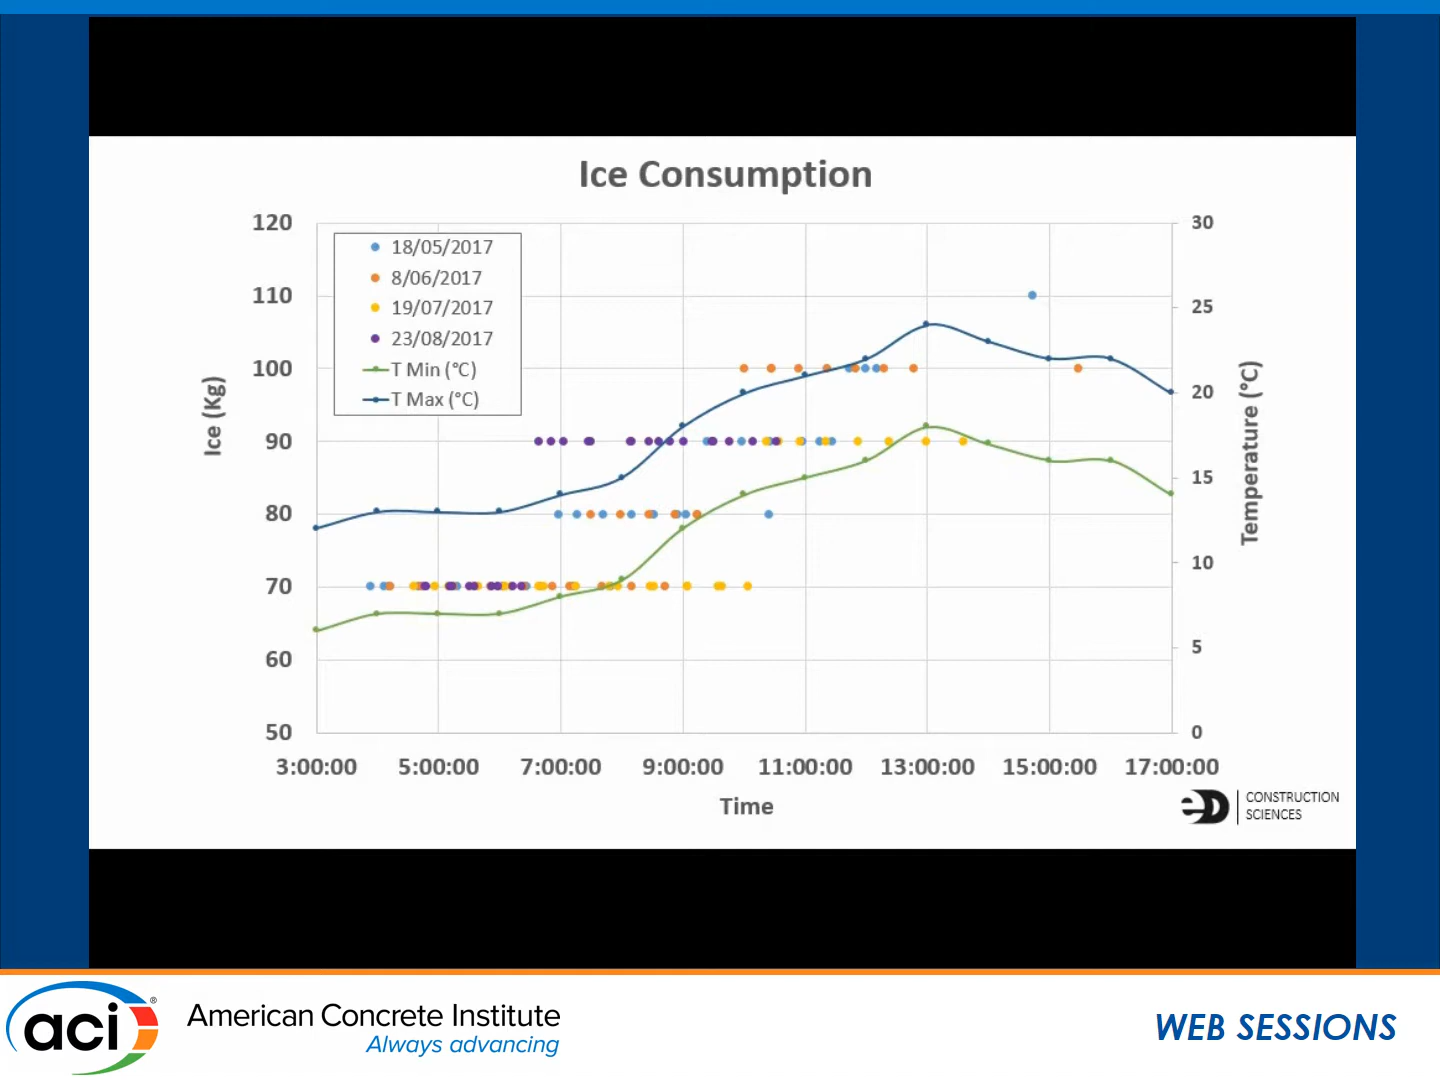 Ice Consumption
120
110
100
90
80
70
60
50
Ice (Kg)
18/05/2017
8/06/2017
19/07/2017
23/08/2017
T Min (°C)
T Max (°C)
30
25
20
15
10
5
0
Temperature (°C)
3:00:00 5:00:00 7:00:00 9:00:00 11:00:00 13:00:00 15:00:00 17:00:00
Time
eD CONSTRUCTION
SCIENCES
aci ®
American Concrete Institute
Always advancing
WEB SESSIONS